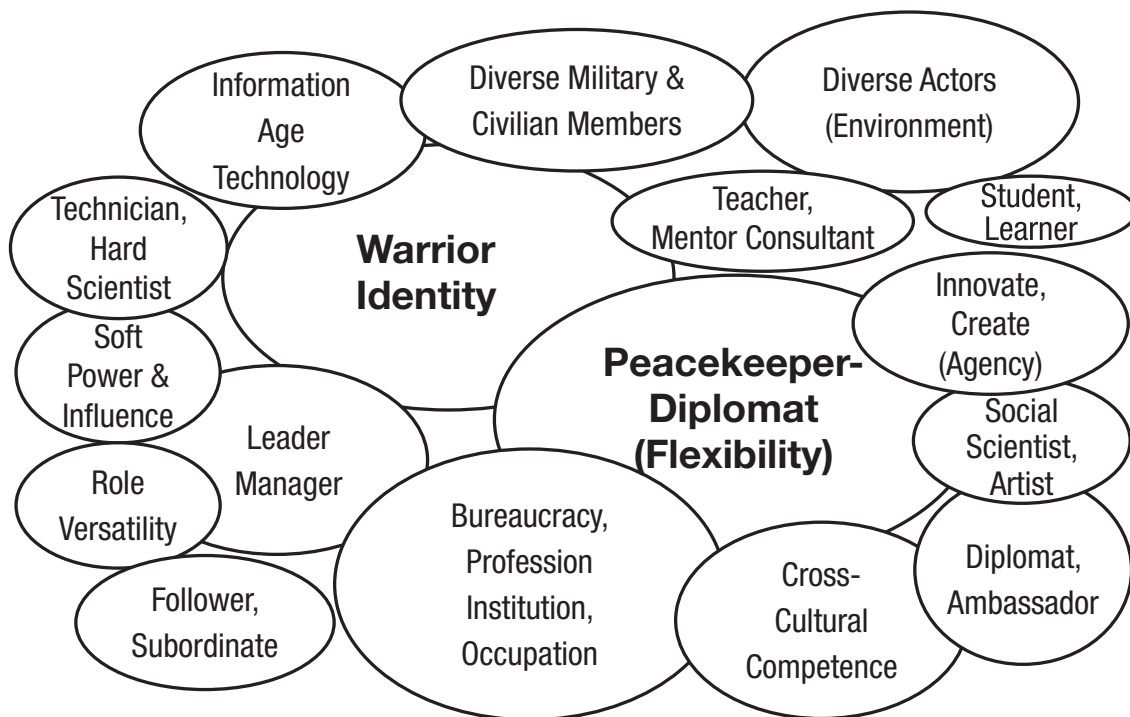 Information
Age
Technology
Diverse Military &
Civilian Members
Diverse Actors
(Environment)
Technician,
Hard
Scientist
Warrior
Identity
Teacher,
Mentor Consultant
Student,
Learner
Innovate,
Create
(Agency)
Soft
Power &
Influence
Peacekeeper-
Diplomat
(Flexibility)
Leader
Manager
Social
Scientist,
Artist
Role
Versatility
Bureaucracy,
Profession
Institution,
Occupation
Cross-
Cultural
Competence
Diplomat,
Ambassador
Follower,
Subordinate